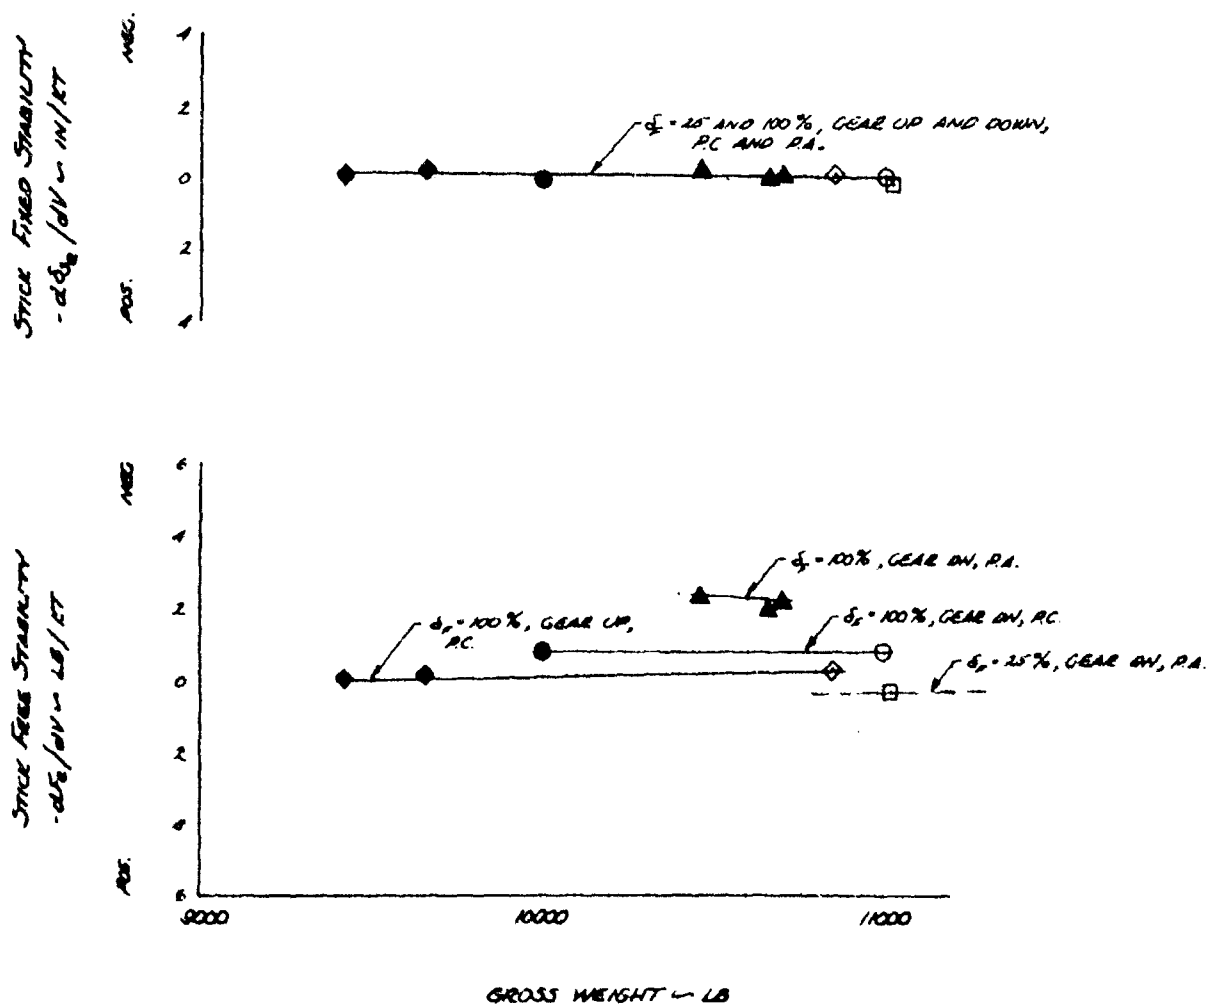 STICK FIXED STABILITY
-dδse/dV ~ IN/KT
NEG.
POS.
4
2
0
2
4
δF = 25 AND 100%, GEAR UP AND DOWN,
P.C AND P.A.
STICK FREE STABILITY
-dFe/dV ~ LB/KT
NEG
POS.
6
4
2
0
2
4
6
δF = 100%, GEAR DN, P.A.
δF = 100%, GEAR UP,
P.C.
δF = 100%, GEAR DN, P.C.
δF = 25%, GEAR DN, P.A.
9000
10000
11000
GROSS WEIGHT ~ LB